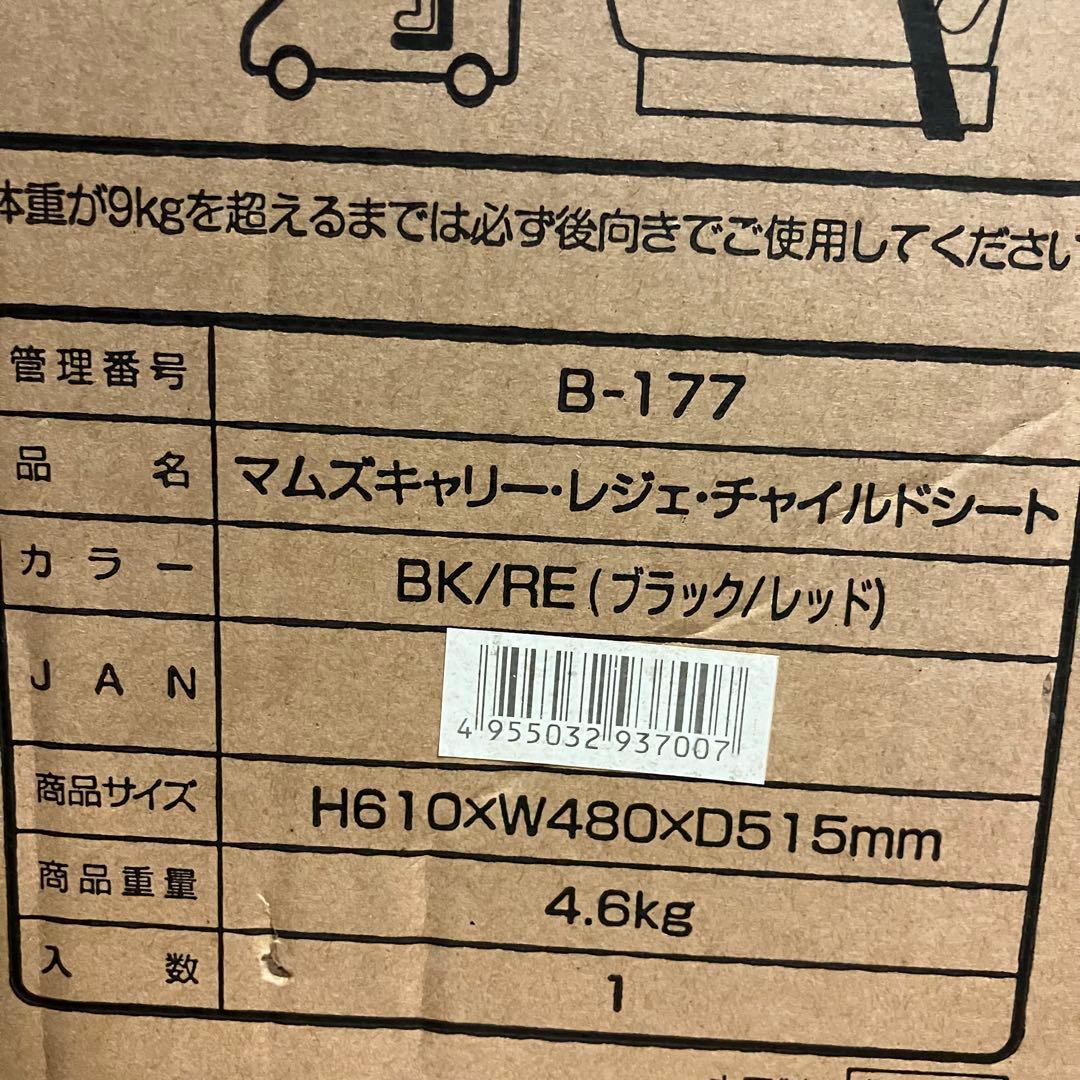 体重が9kgを超えるまでは必ず後向きでご使用してください
管理番号 B-177
品名 マムズキャリー・レジェ・チャイルドシート
カラー BK/RE(ブラック/レッド)
JAN
4 955032 937007
商品サイズ H610×W480×D515mm
商品重量 4.6kg
入数 1